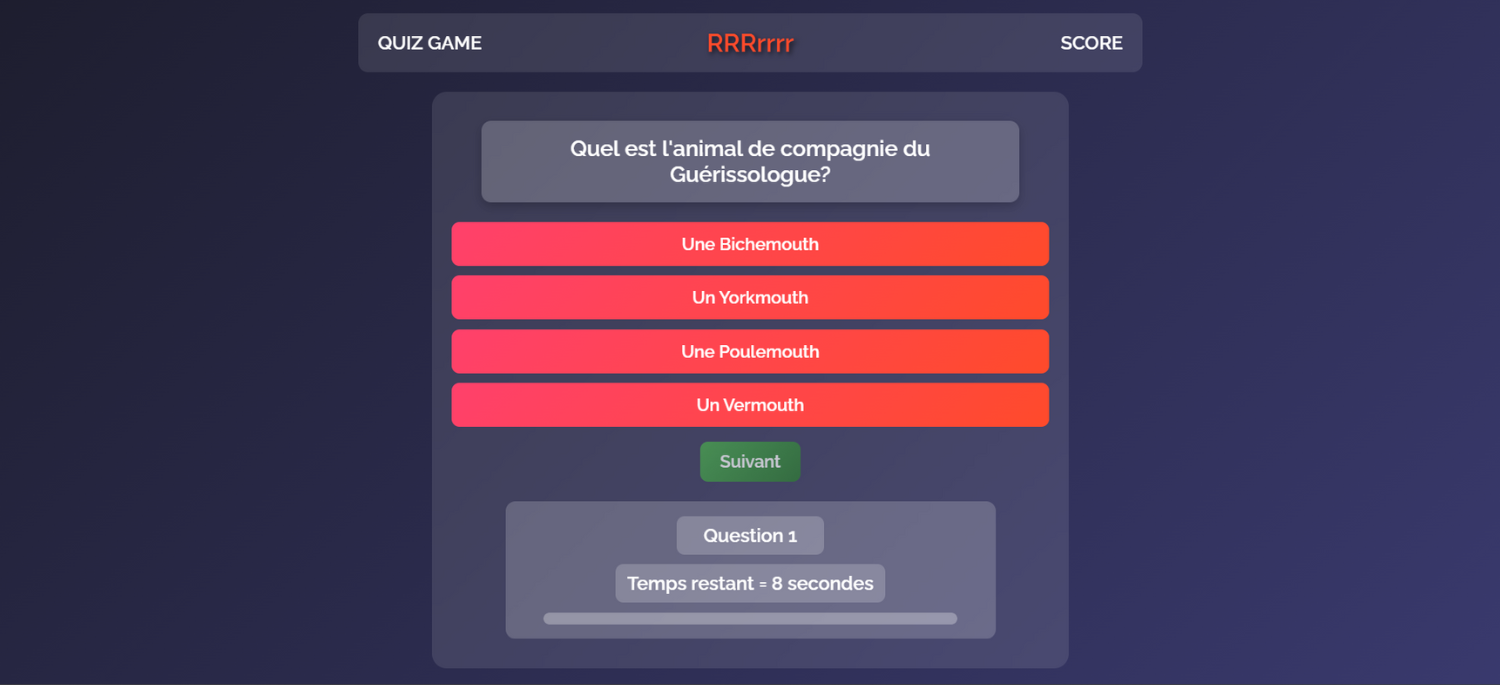 QUIZ GAME
RRRrrrr
SCORE
Quel est l'animal de compagnie du
Guérissologue?
Une Bichemouth
Un Yorkmouth
Une Poulemouth
Un Vermouth
Suivant
Question 1
Temps restant = 8 secondes